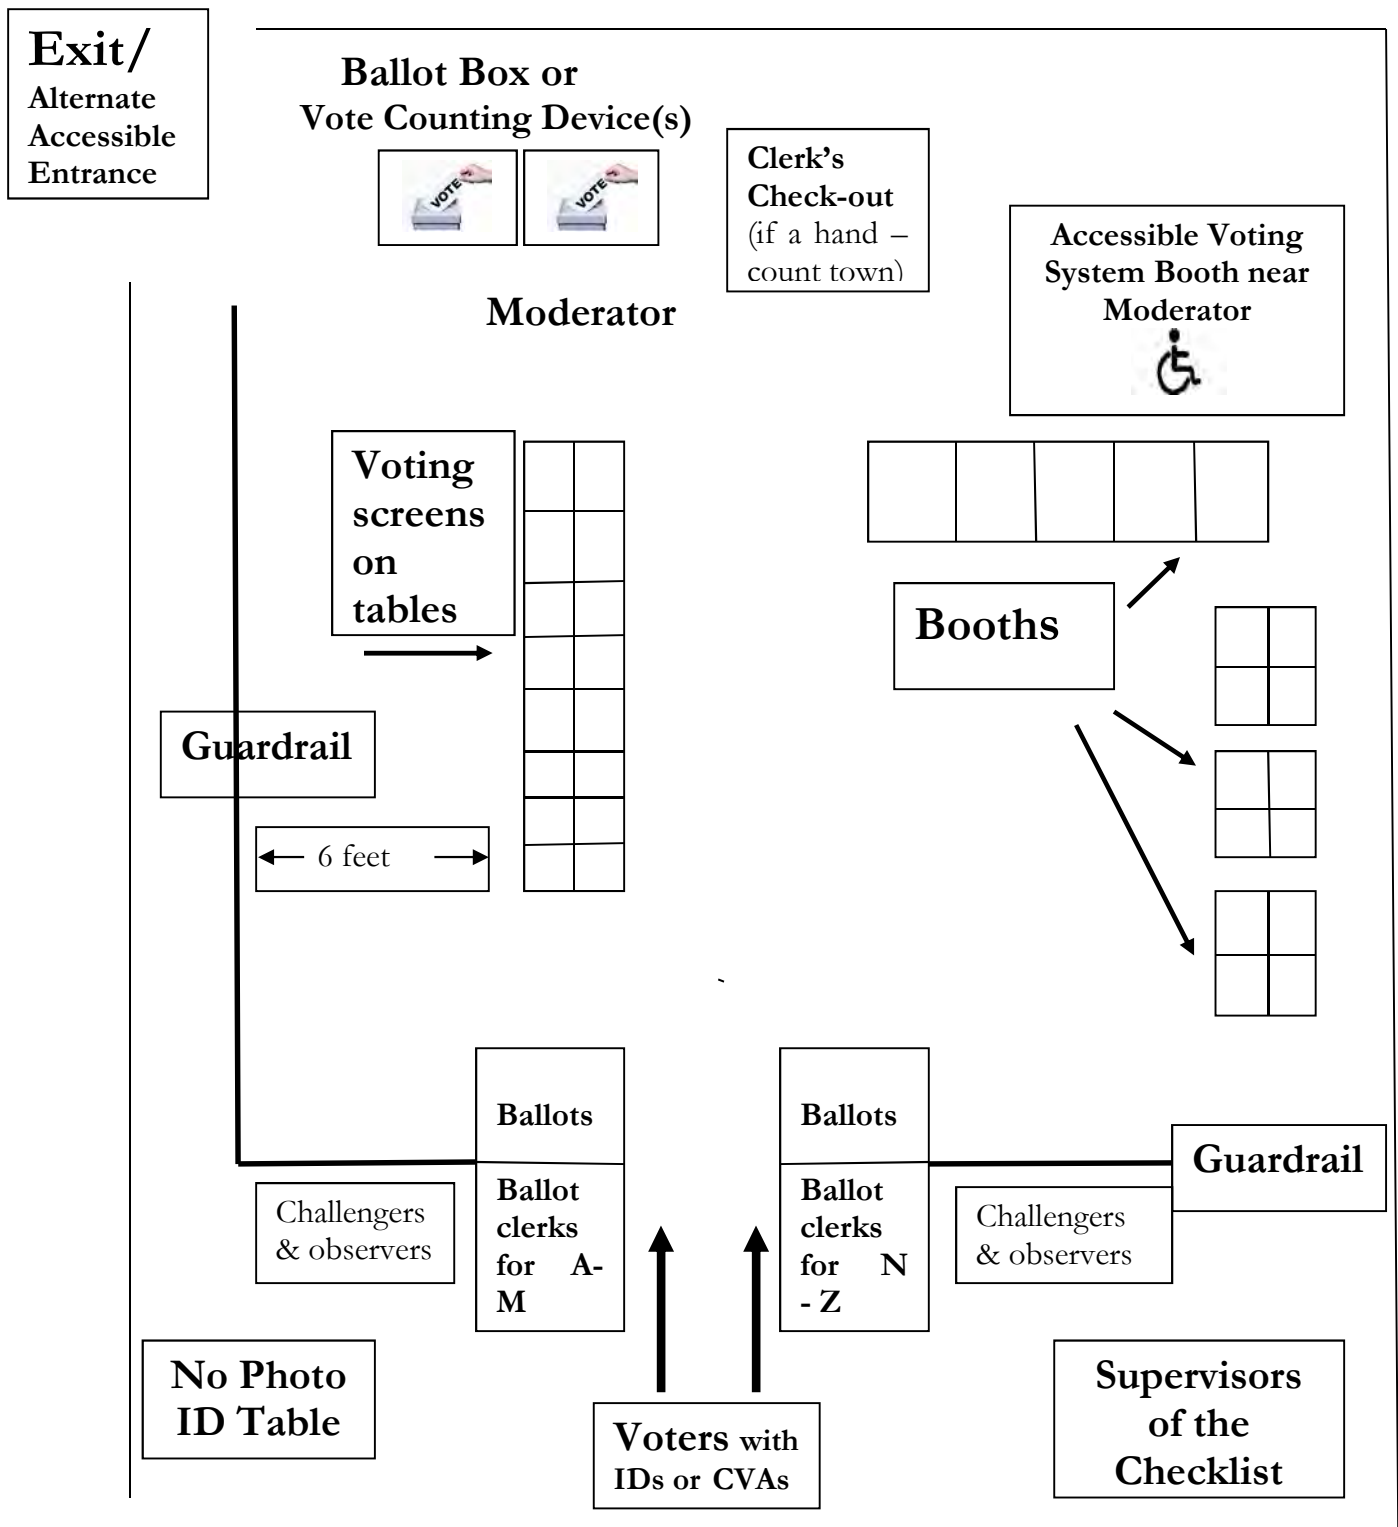 Exit/
Alternate
Accessible
Entrance
Ballot Box or
Vote Counting Device(s)
VOTE
VOTE
Clerk's
Check-out
(if a hand –
count town)
Accessible Voting
System Booth near
Moderator
Moderator
Voting
screens
on
tables
Booths
Guardrail
6 feet
Ballots
Ballot
clerks
for A-
M
Ballots
Ballot
clerks
for N
- Z
Guardrail
Challengers
& observers
Challengers
& observers
No Photo
ID Table
Voters with
IDs or CVAs
Supervisors
of the
Checklist